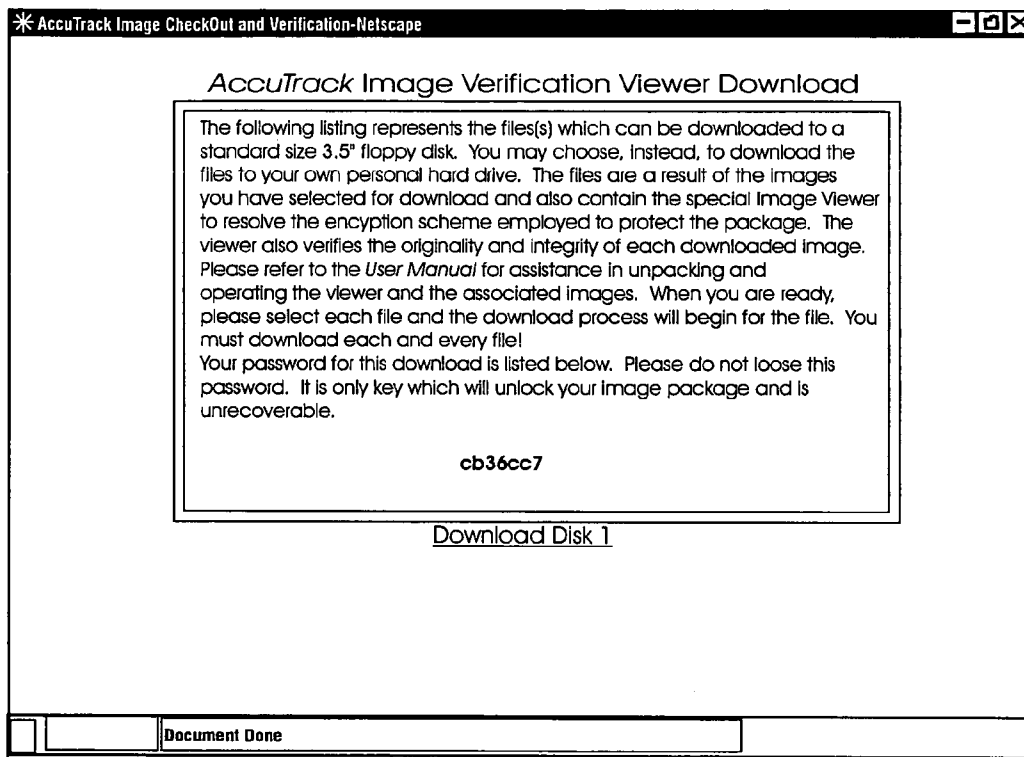 AccuTrack Image CheckOut and Verification-Netscape
AccuTrack Image Verification Viewer Download
The following listing represents the files(s) which can be downloaded to a
standard size 3.5" floppy disk. You may choose, instead, to download the
files to your own personal hard drive. The files are a result of the images
you have selected for download and also contain the special Image Viewer
to resolve the encyption scheme employed to protect the package. The
viewer also verifies the originality and integrity of each downloaded image.
Please refer to the User Manual for assistance in unpacking and
operating the viewer and the associated images. When you are ready,
please select each file and the download process will begin for the file. You
must download each and every file!
Your password for this download is listed below. Please do not loose this
password. It is only key which will unlock your image package and is
unrecoverable.
cb36cc7
Download Disk 1
Document Done